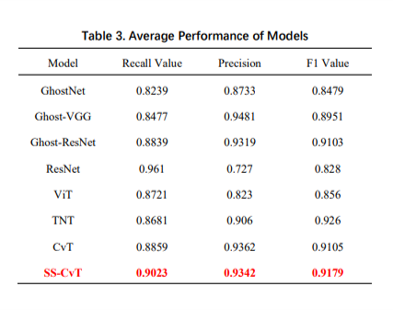 Table 3. Average Performance of Models
Model Recall Value Precision F1 Value
GhostNet 0.8239 0.8733 0.8479
Ghost-VGG 0.8477 0.9481 0.8951
Ghost-ResNet 0.8839 0.9319 0.9103
ResNet 0.961 0.727 0.828
ViT 0.8721 0.823 0.856
TNT 0.8681 0.906 0.926
CvT 0.8859 0.9362 0.9105
SS-CvT 0.9023 0.9342 0.9179